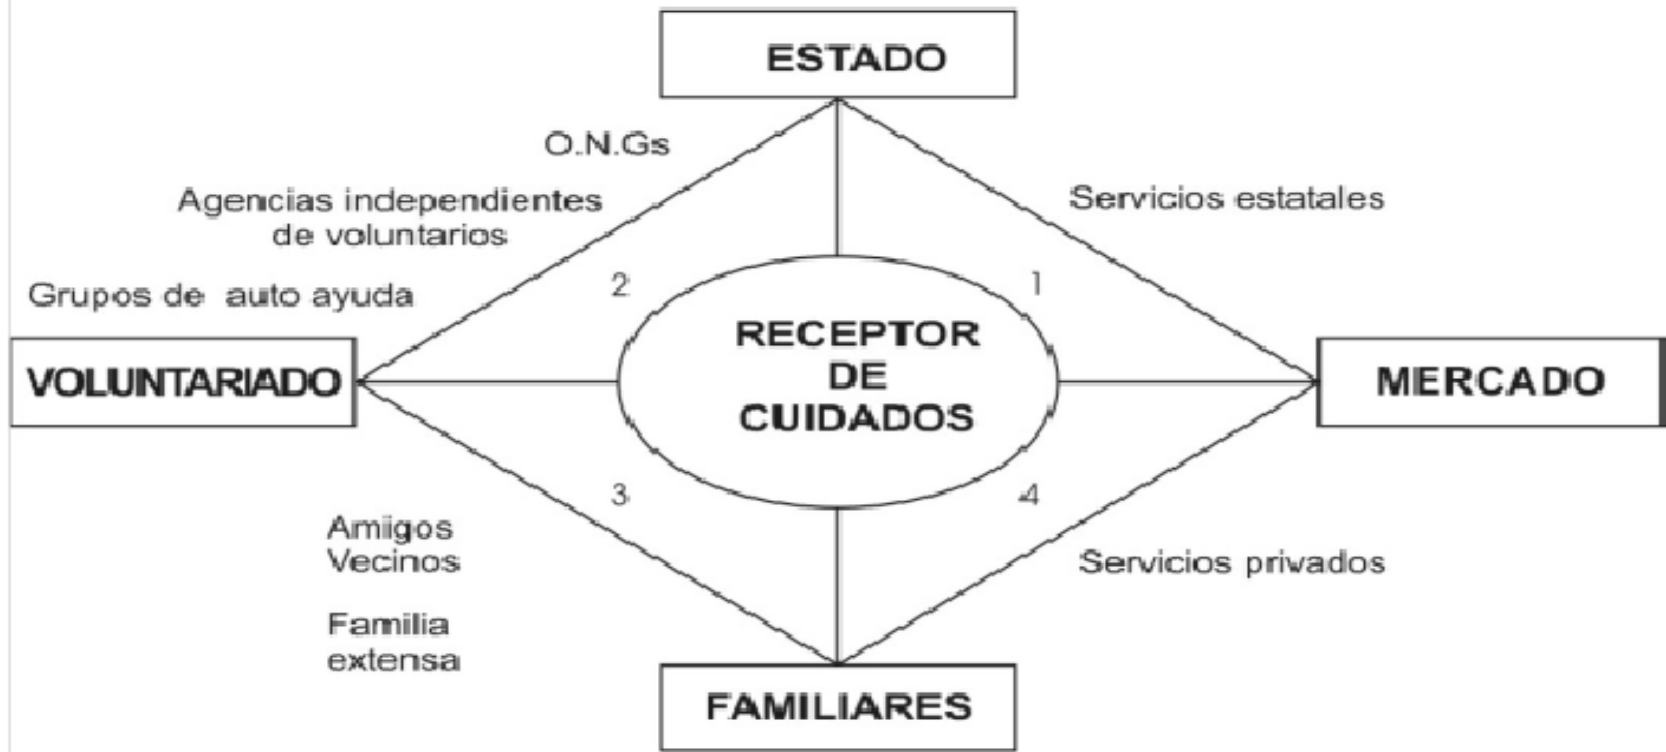 ESTADO
O.N.Gs
Agencias independientes
de voluntarios
Servicios estatales
Grupos de auto ayuda
2
1
VOLUNTARIADO
RECEPTOR
DE
CUIDADOS
MERCADO
3
4
Amigos
Vecinos
Servicios privados
Familia
extensa
FAMILIARES